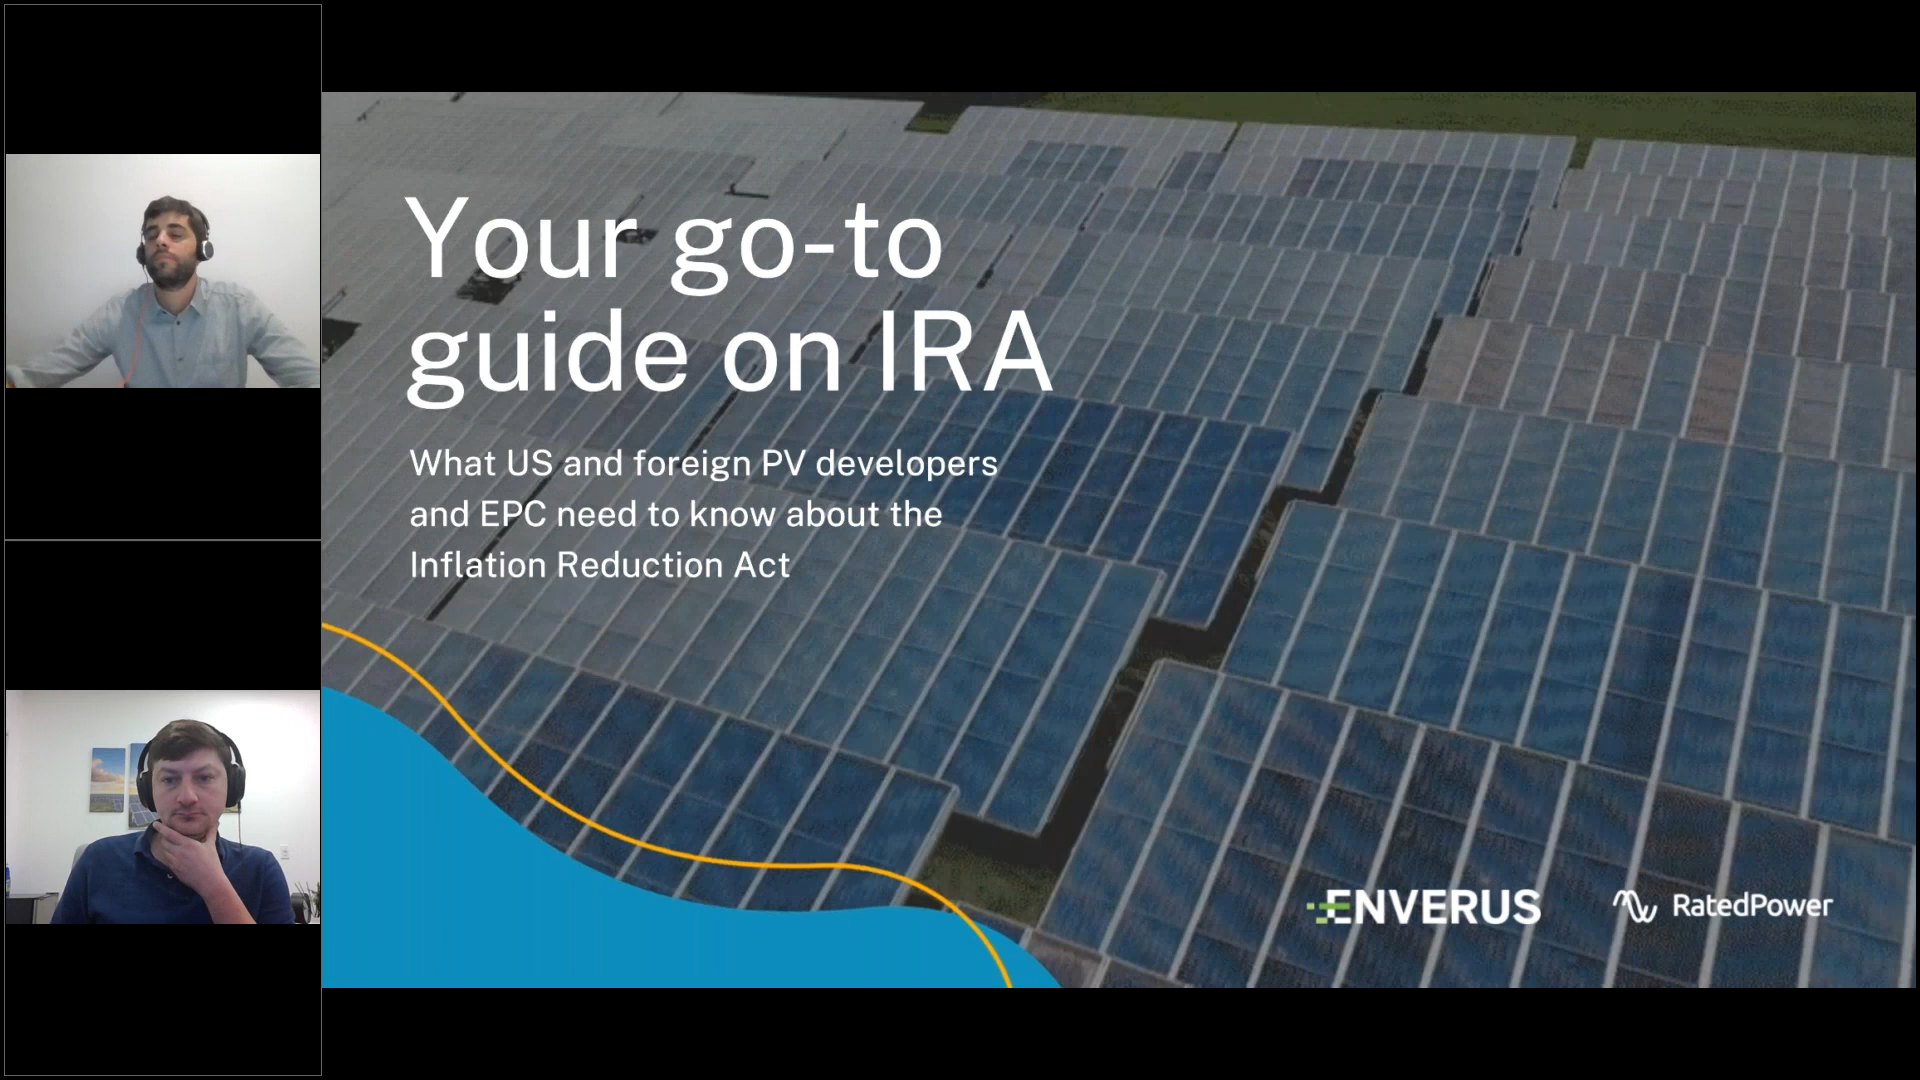 Your go-to
guide on IRA
What US and foreign PV developers
and EPC need to know about the
Inflation Reduction Act
ENVERUS
RatedPower